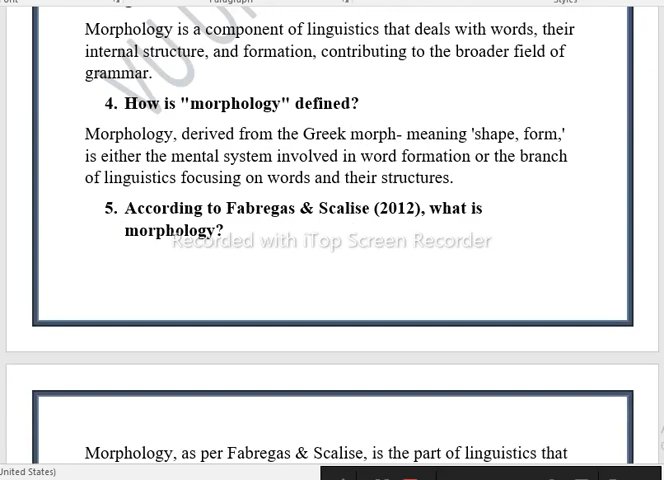 Paragraph
Styles
Morphology is a component of linguistics that deals with words, their
internal structure, and formation, contributing to the broader field of
grammar.
4. How is "morphology" defined?
Morphology, derived from the Greek morph- meaning 'shape, form,'
is either the mental system involved in word formation or the branch
of linguistics focusing on words and their structures.
5. According to Fabregas & Scalise (2012), what is
morphology?
Recorded with iTop Screen Recorder
Morphology, as per Fabregas & Scalise, is the part of linguistics that
United States)